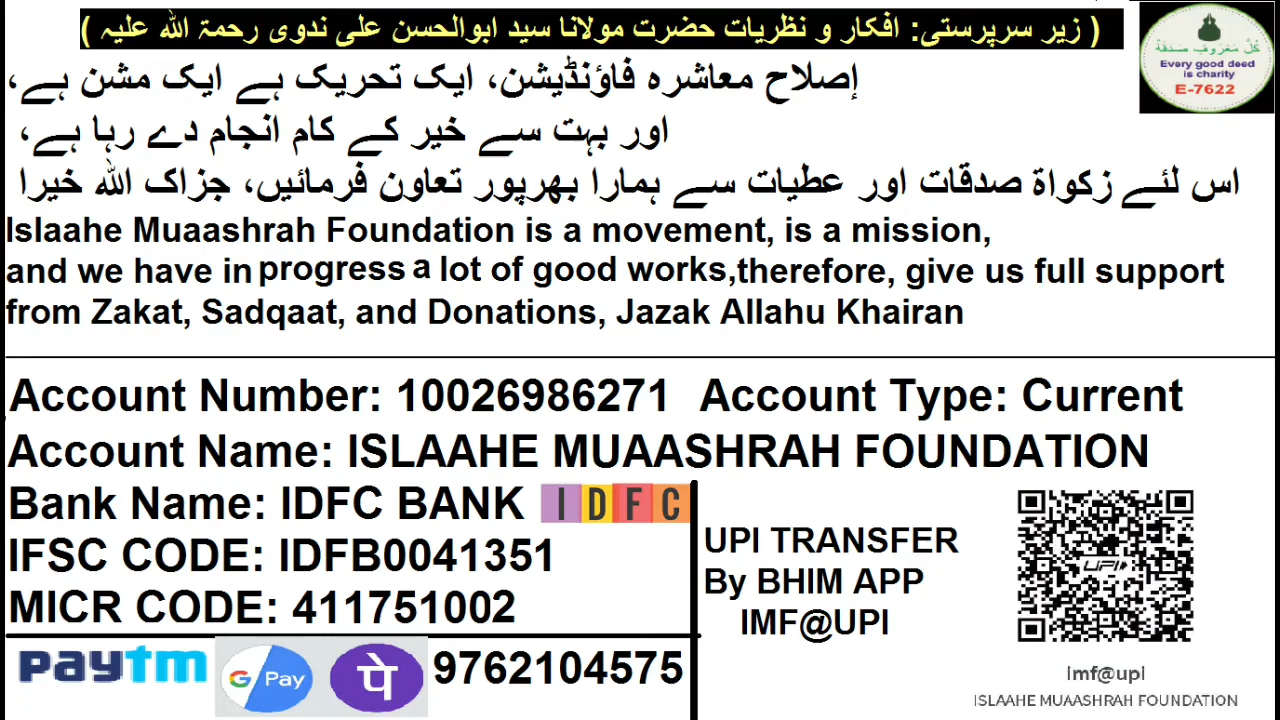 ( زیر سرپرستی: افکار و نظریات حضرت مولانا سید ابوالحسن علی ندوی رحمۃ اللہ علیہ )
كُلُّ مَعْرُوفٍ صَدَقَةٌ
Every good deed
is charity
E-7622
إصلاح معاشرہ فاؤنڈیشن، ایک تحریک ہے ایک مشن ہے،
اور بہت سے خیر کے کام انجام دے رہا ہے،
اس لئے زکواۃ صدقات اور عطیات سے ہمارا بھرپور تعاون فرمائیں، جزاک اللہ خیرا
Islaahe Muaashrah Foundation is a movement, is a mission,
and we have in progress a lot of good works,therefore, give us full support
from Zakat, Sadqaat, and Donations, Jazak Allahu Khairan
Account Number: 10026986271 Account Type: Current
Account Name: ISLAAHE MUAASHRAH FOUNDATION
Bank Name: IDFC BANK IDFC
IFSC CODE: IDFB0041351
MICR CODE: 411751002
UPI TRANSFER
By BHIM APP
IMF@UPI
UPI
imf@upi
ISLAAHE MUAASHRAH FOUNDATION
paytm G Pay पे 9762104575